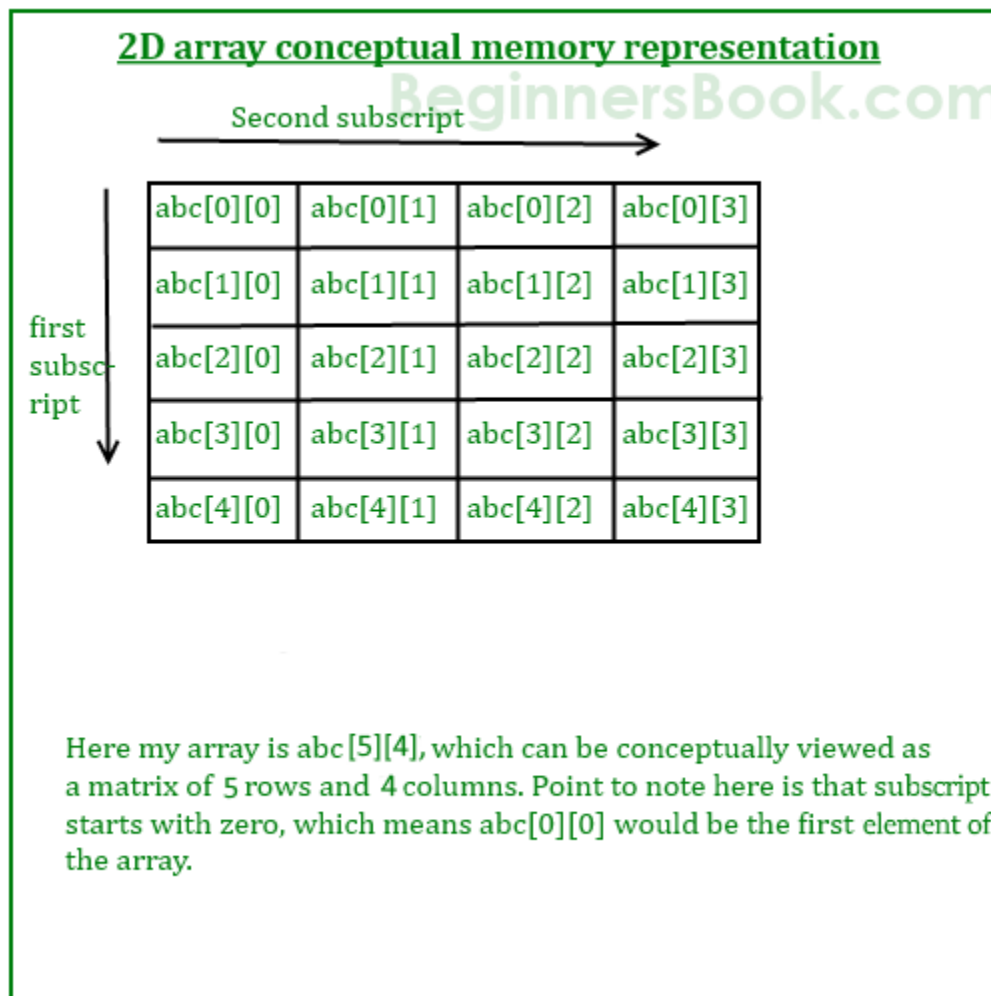 2D array conceptual memory representation
BeginnersBook.com
Second subscript
abc[0][0] abc[0][1] abc[0][2] abc[0][3]
abc[1][0] abc[1][1] abc[1][2] abc[1][3]
first
subsc-
ript
abc[2][0] abc[2][1] abc[2][2] abc[2][3]
abc[3][0] abc[3][1] abc[3][2] abc[3][3]
abc[4][0] abc[4][1] abc[4][2] abc[4][3]
Here my array is abc[5][4], which can be conceptually viewed as
a matrix of 5 rows and 4 columns. Point to note here is that subscript
starts with zero, which means abc[0][0] would be the first element of
the array.